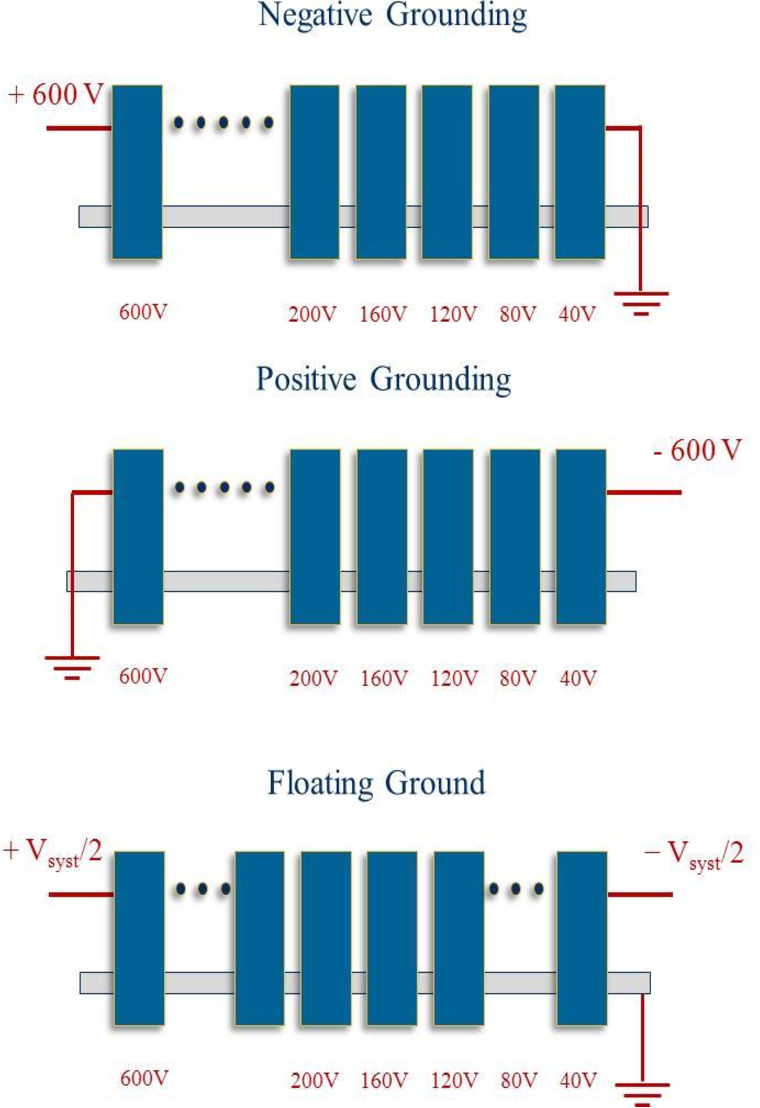 Negative Grounding
+ 600 V
600V 200V 160V 120V 80V 40V
Positive Grounding
- 600 V
600V 200V 160V 120V 80V 40V
Floating Ground
+ Vsyst/2 – Vsyst/2
600V 200V 160V 120V 80V 40V